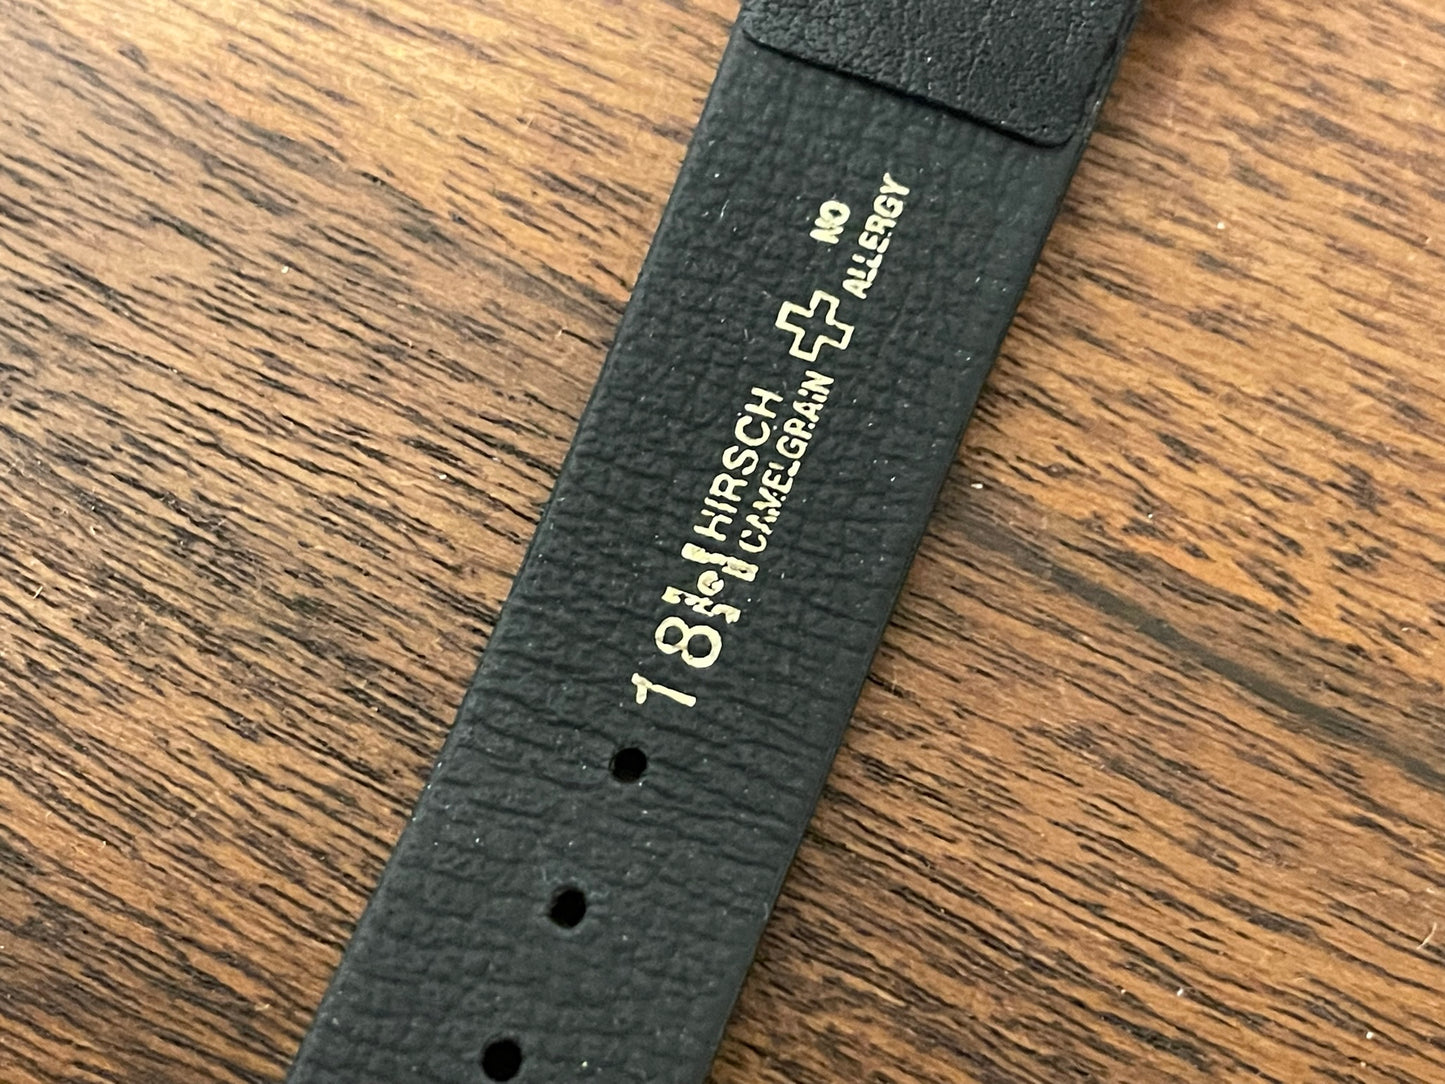 18
HIRSCH
CAMELGRAIN
NO
ALLERGY